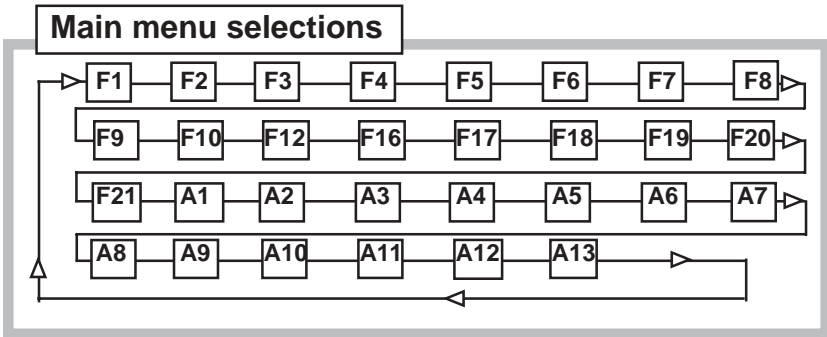 Main menu selections
F1 F2 F3 F4 F5 F6 F7 F8
F9 F10 F12 F16 F17 F18 F19 F20
F21 A1 A2 A3 A4 A5 A6 A7
A8 A9 A10 A11 A12 A13